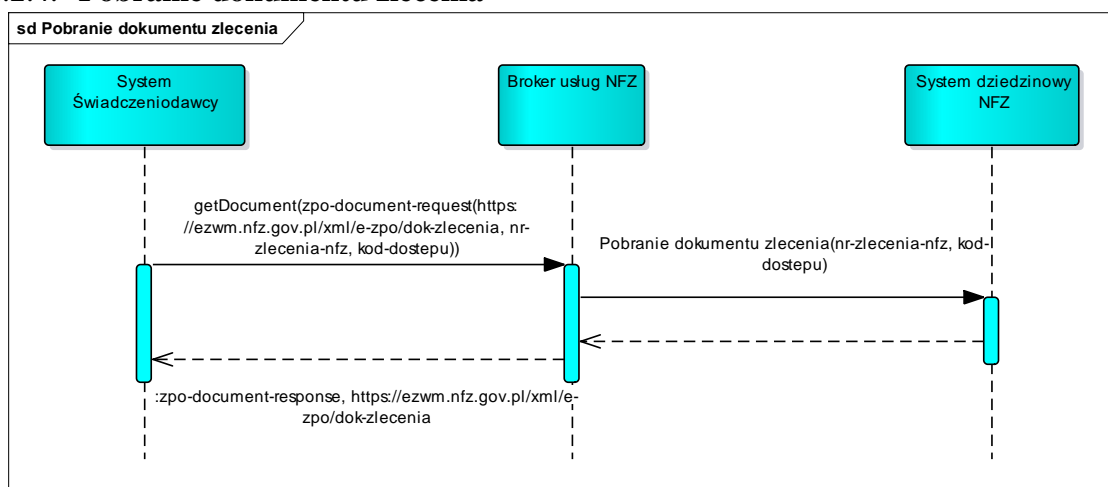 sd Pobranie dokumentu zlecenia
System
Świadczeniodawcy
Broker usług NFZ
System dziedzinowy
NFZ
getDocument(zpo-document-request(https:
//ezwm.nfz.gov.pl/xml/e-zpo/dok-zlecenia, nr-
zlecenia-nfz, kod-dostepu))
Pobranie dokumentu zlecenia(nr-zlecenia-nfz, kod-
dostepu)
:zpo-document-response, https://ezwm.nfz.gov.pl/xml/e-
zpo/dok-zlecenia